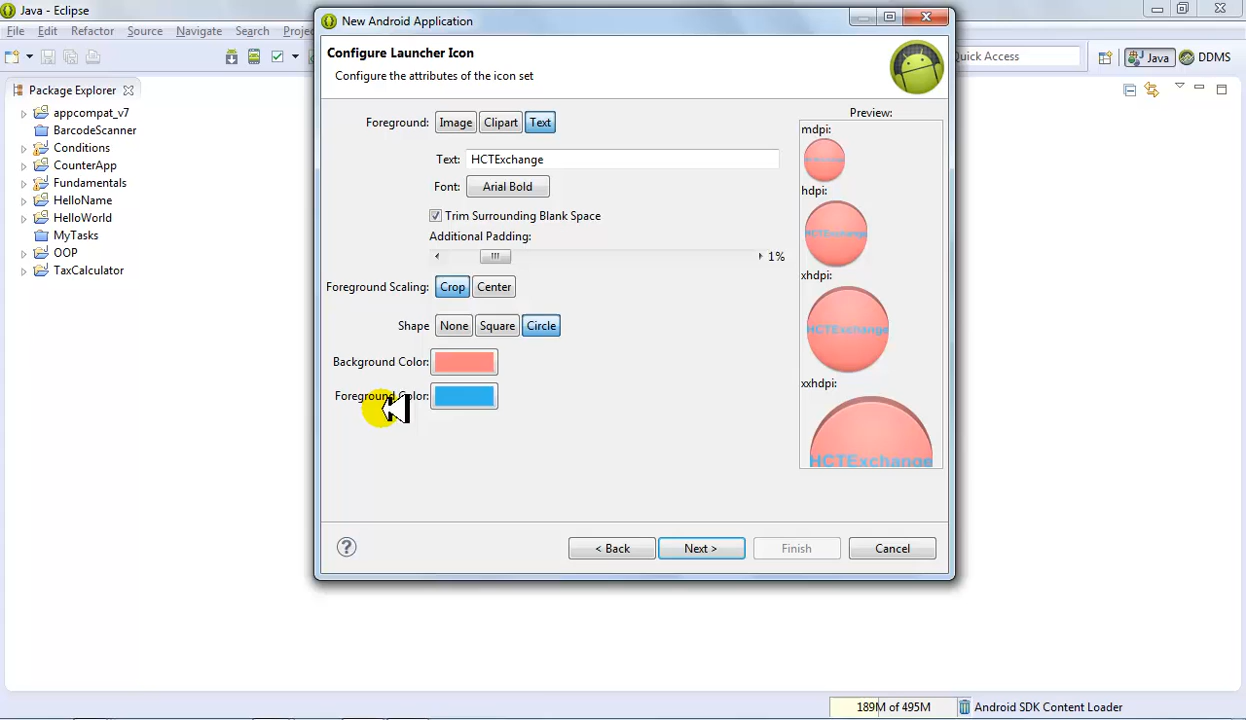 Java - Eclipse
New Android Application
File Edit Refactor Source Navigate Search
Quick Access
Java
DDMS
Configure Launcher Icon
Configure the attributes of the icon set
Package Explorer
appcompat_v7
BarcodeScanner
Conditions
CounterApp
Fundamentals
HelloName
HelloWorld
MyTasks
OOP
TaxCalculator
Foreground: Image Clipart Text
Text: HCTExchange
Font: Arial Bold
Trim Surrounding Blank Space
Additional Padding:
1%
Foreground Scaling: Crop Center
Shape None Square Circle
Background Color:
Foreground Color:
Preview:
mdpi:
HCTExchange
hdpi:
HCTExchange
xhdpi:
HCTExchange
xxhdpi:
HCTExchange
< Back Next > Finish Cancel
189M of 495M
Android SDK Content Loader